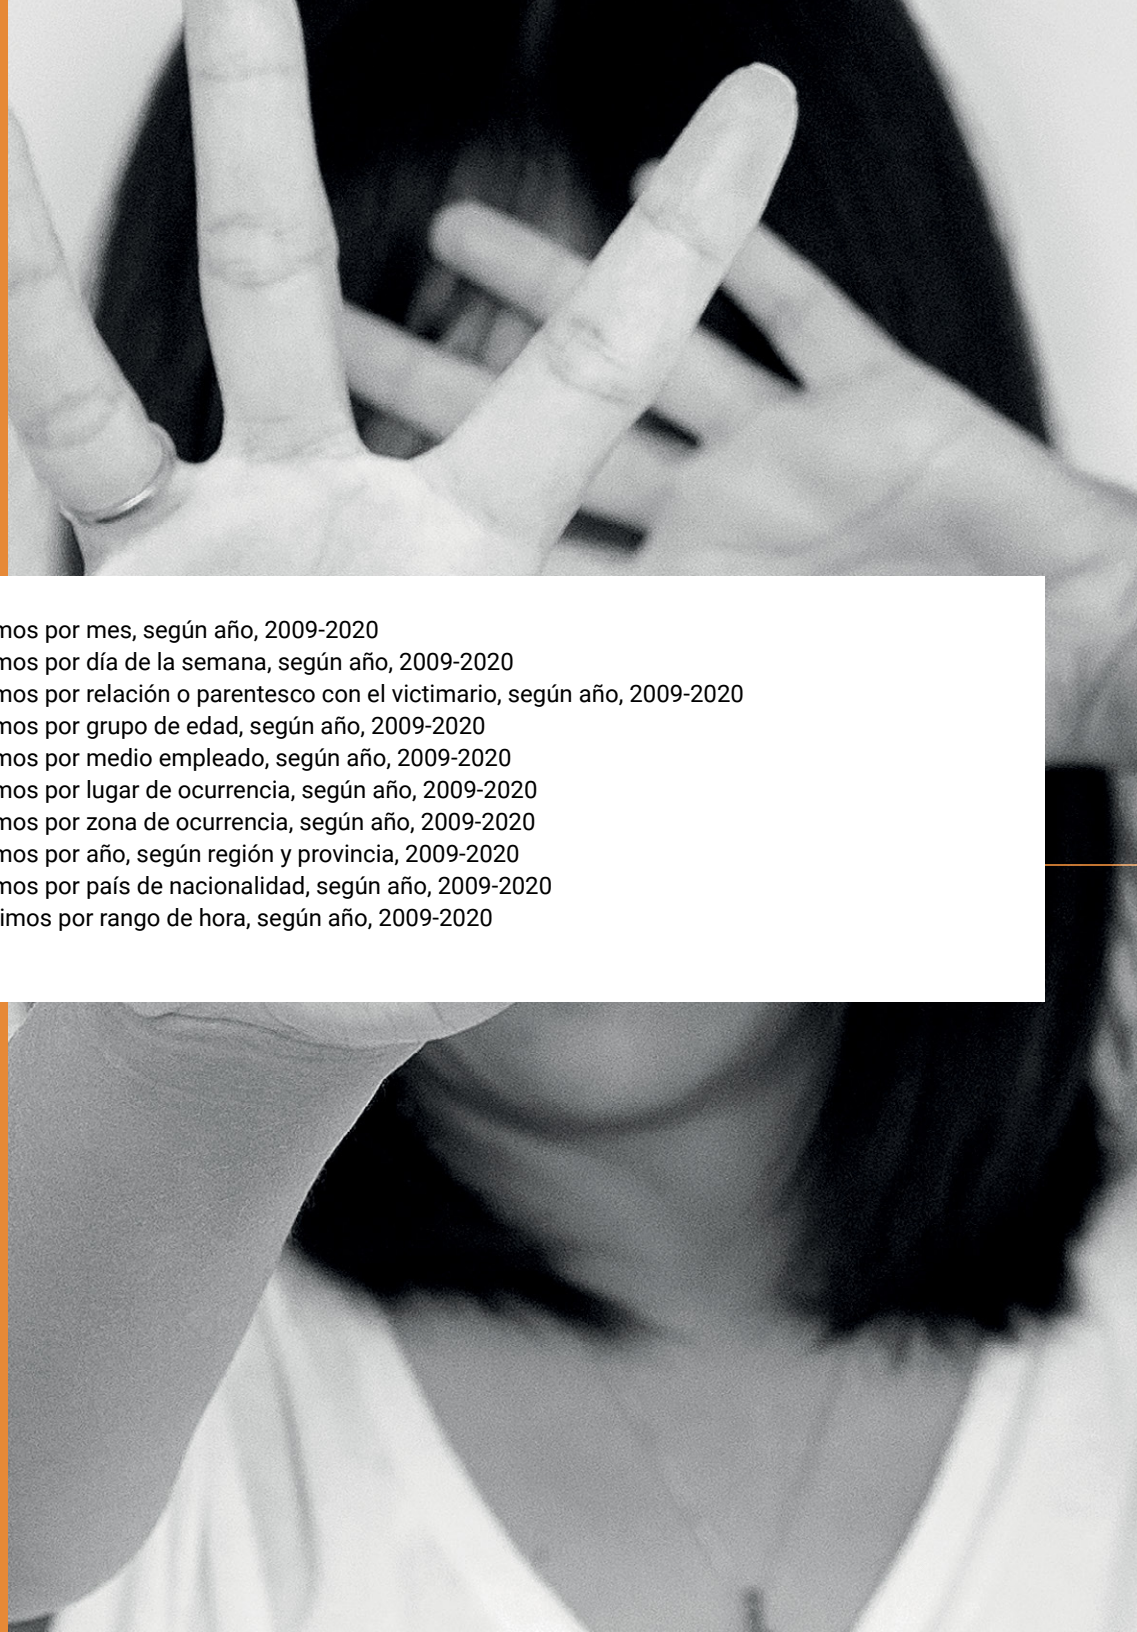 mos por mes, según año, 2009-2020
mos por día de la semana, según año, 2009-2020
mos por relación o parentesco con el victimario, según año, 2009-2020
mos por grupo de edad, según año, 2009-2020
mos por medio empleado, según año, 2009-2020
mos por lugar de ocurrencia, según año, 2009-2020
mos por zona de ocurrencia, según año, 2009-2020
mos por año, según región y provincia, 2009-2020
mos por país de nacionalidad, según año, 2009-2020
imos por rango de hora, según año, 2009-2020